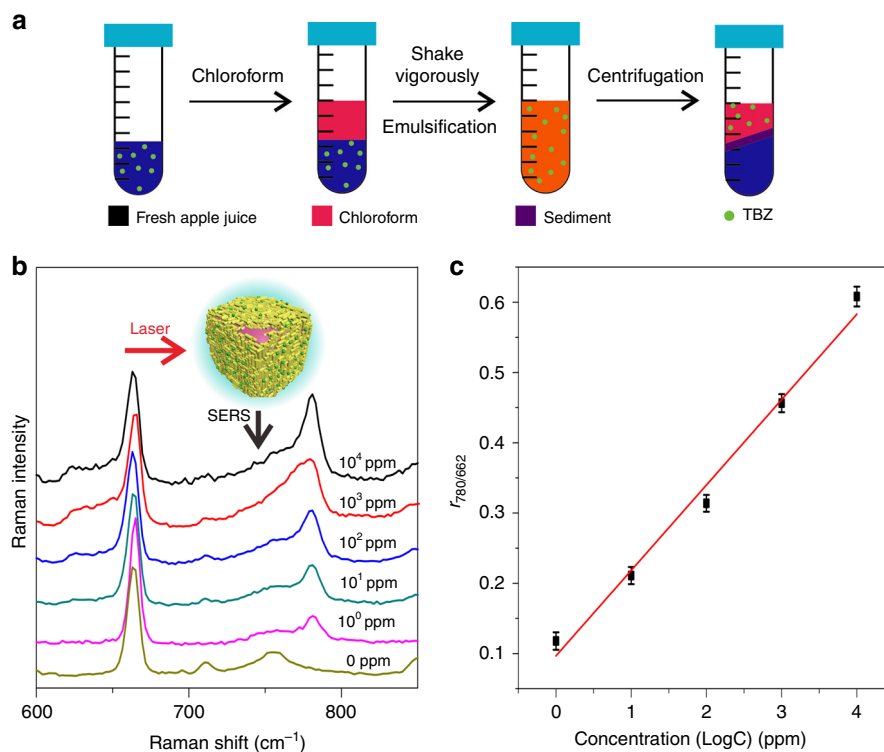 a
Chloroform
Shake
vigorously
Emulsification
Centrifugation
Fresh apple juice
Chloroform
Sediment
TBZ
b
Laser
SERS
10⁴ ppm
10³ ppm
10² ppm
10¹ ppm
10⁰ ppm
0 ppm
Raman intensity
600
700
800
Raman shift (cm⁻¹)
c
0.6
0.5
0.4
0.3
0.2
0.1
r780/662
0
1
2
3
4
Concentration (LogC) (ppm)